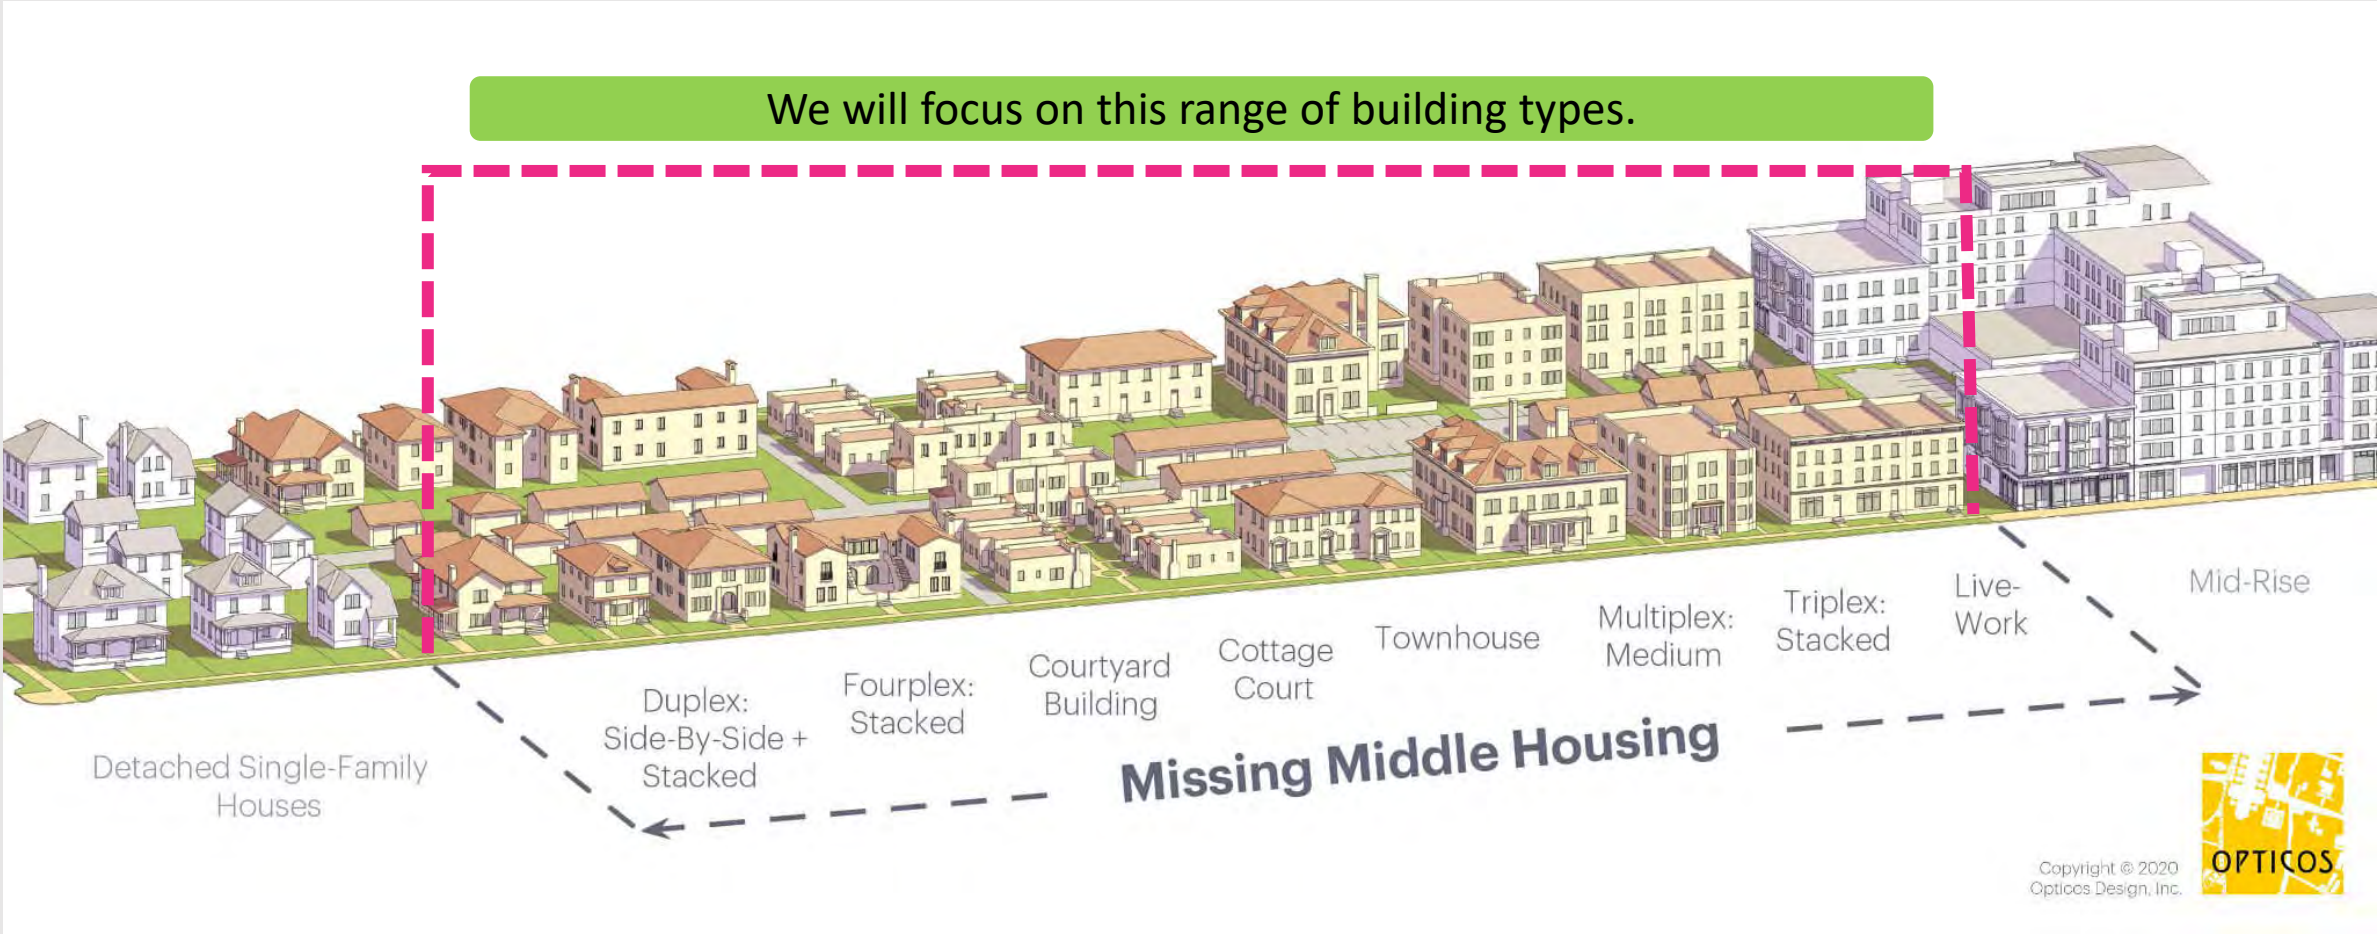 We will focus on this range of building types.
Detached Single-Family
Houses
Duplex:
Side-By-Side +
Stacked
Fourplex:
Stacked
Courtyard
Building
Cottage
Court
Townhouse
Multiplex:
Medium
Triplex:
Stacked
Live-
Work
Mid-Rise
Missing Middle Housing
Copyright © 2020
Opticos Design, Inc.
OPTICOS